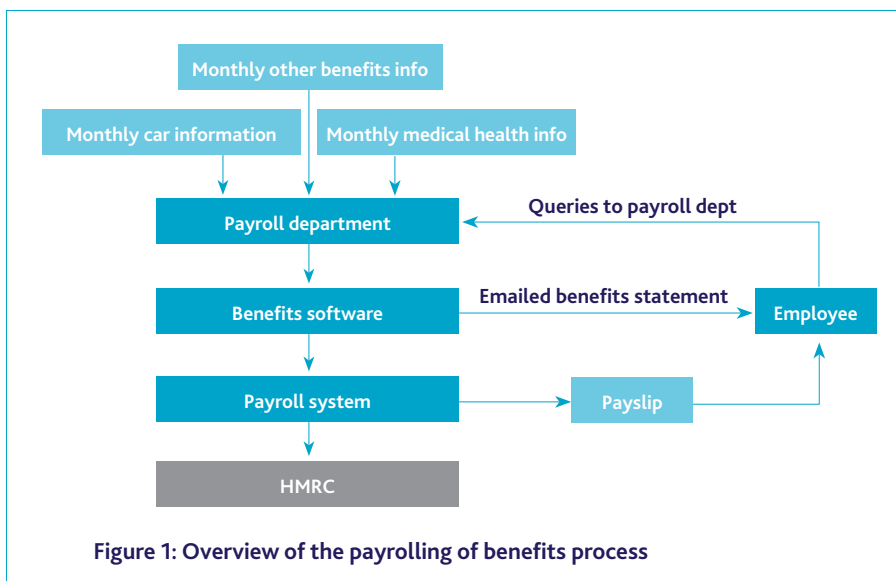 Monthly other benefits info
Monthly car information
Monthly medical health info
Payroll department
Queries to payroll dept
Benefits software
Emailed benefits statement
Employee
Payroll system
Payslip
HMRC
Figure 1: Overview of the payrolling of benefits process